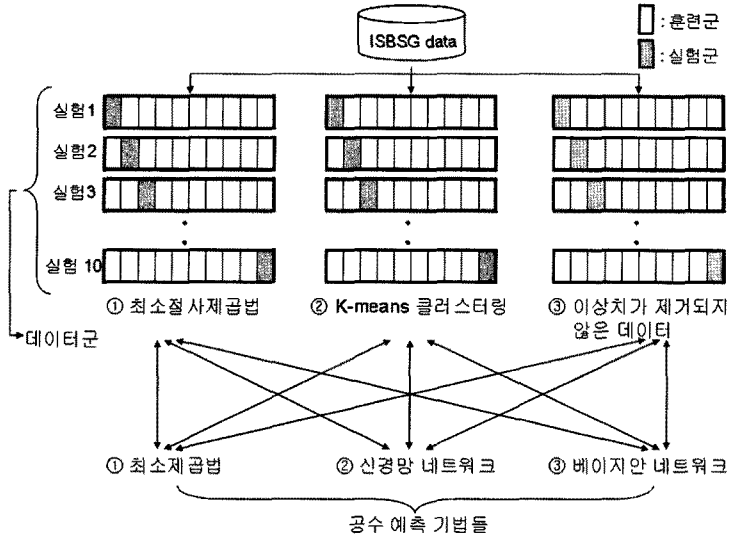 ISBSG data
: 훈련군
: 실험군
실험1
실험2
실험3
실험 10
① 최소절사제곱법
② K-means 클러스터링
③ 이상치가 제거되지
않은 데이터
데이터군
① 최소제곱법
② 신경망 네트워크
③ 베이지안 네트워크
공수 예측 기법들